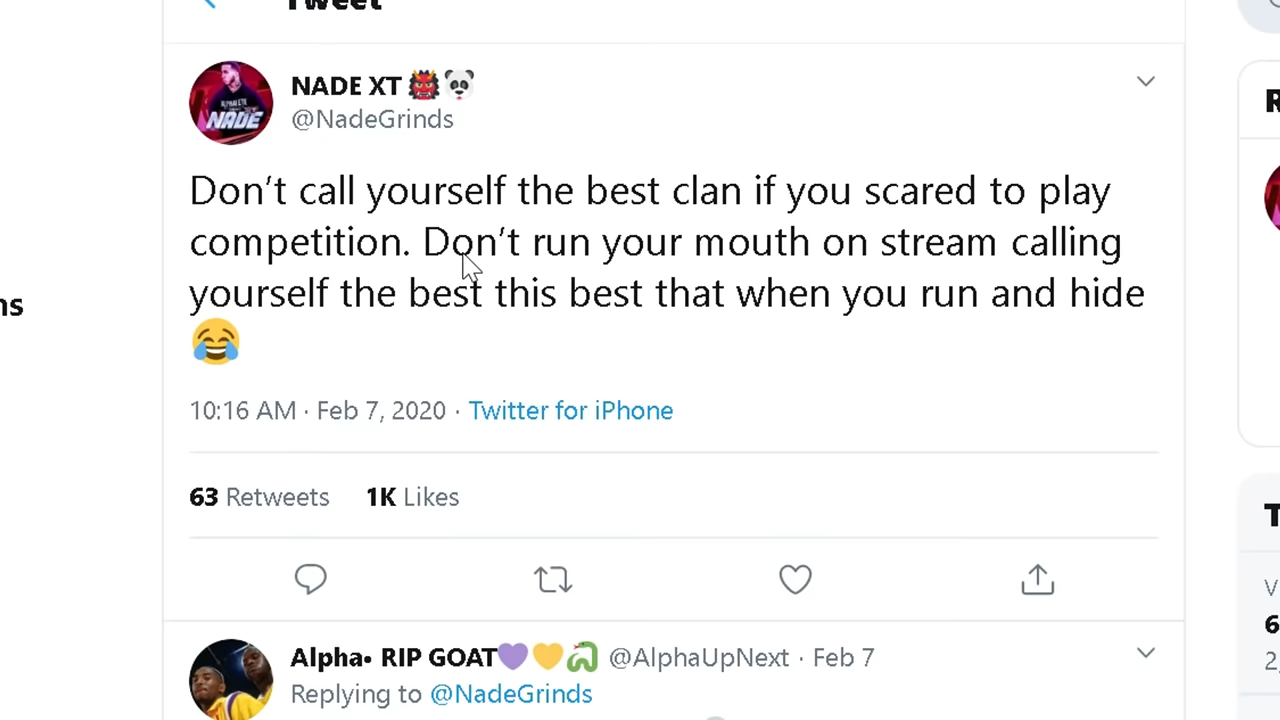 Tweet
NADE XT 👹🐼
@NadeGrinds
ALPHALETE
NADE
Don’t call yourself the best clan if you scared to play
competition. Don’t run your mouth on stream calling
yourself the best this best that when you run and hide
😂
10:16 AM · Feb 7, 2020 · Twitter for iPhone
63 Retweets 1K Likes
Alpha• RIP GOAT💜💛🐍 @AlphaUpNext · Feb 7
Replying to @NadeGrinds